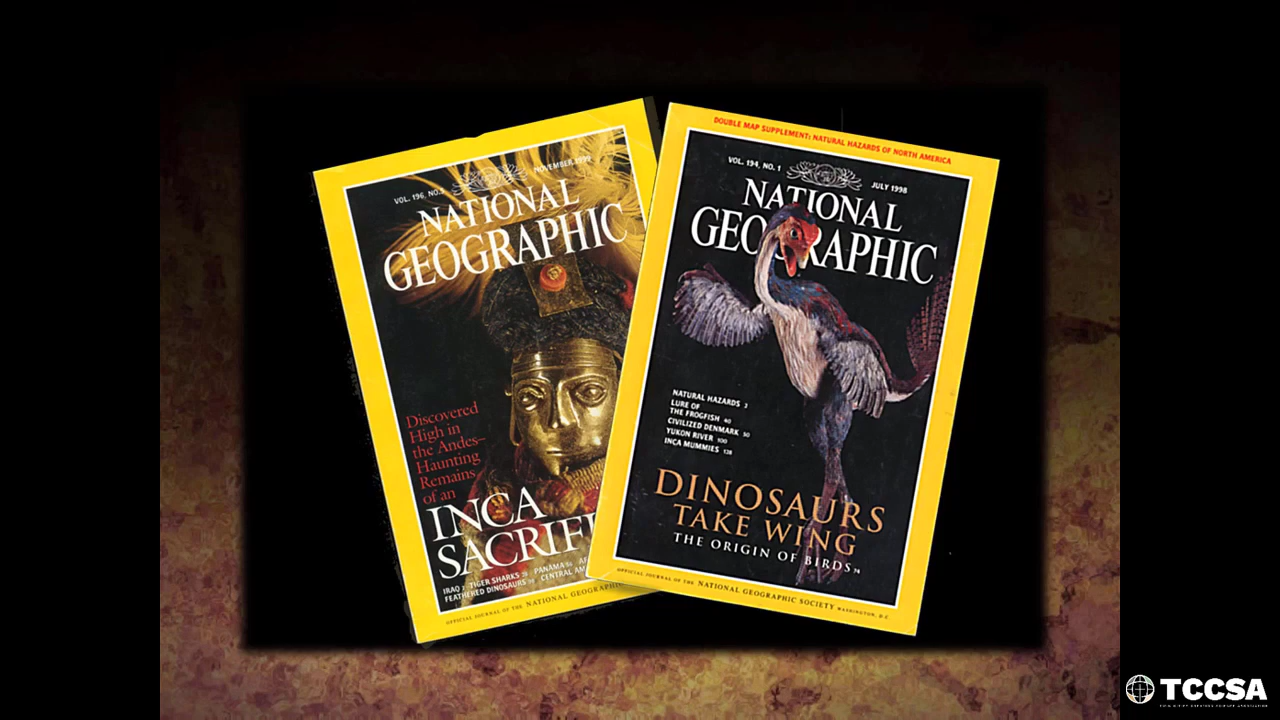 VOL. 196, NO.
NOVEMBER 1999
NATIONAL
GEOGRAPHIC
Discovered
High in
the Andes–
Haunting
Remains
of an
INCA
SACRIFI
IRAQ 2 TIGER SHARKS PANAMA
FEATHERED DINOSAURS CENTRAL AM
OFFICIAL JOURNAL OF THE NATIONAL GEOGRAPHIC
DOUBLE MAP SUPPLEMENT: NATURAL HAZARDS OF NORTH AMERICA
VOL. 194, NO. 1
JULY 1998
NATIONAL
GEOGRAPHIC
NATURAL HAZARDS 2
LURE OF
THE FROGFISH 40
CIVILIZED DENMARK 50
YUKON RIVER 100
INCA MUMMIES 128
DINOSAURS
TAKE WING
THE ORIGIN OF BIRDS 74
OFFICIAL JOURNAL OF THE NATIONAL GEOGRAPHIC SOCIETY WASHINGTON, D.C.
TCCSA